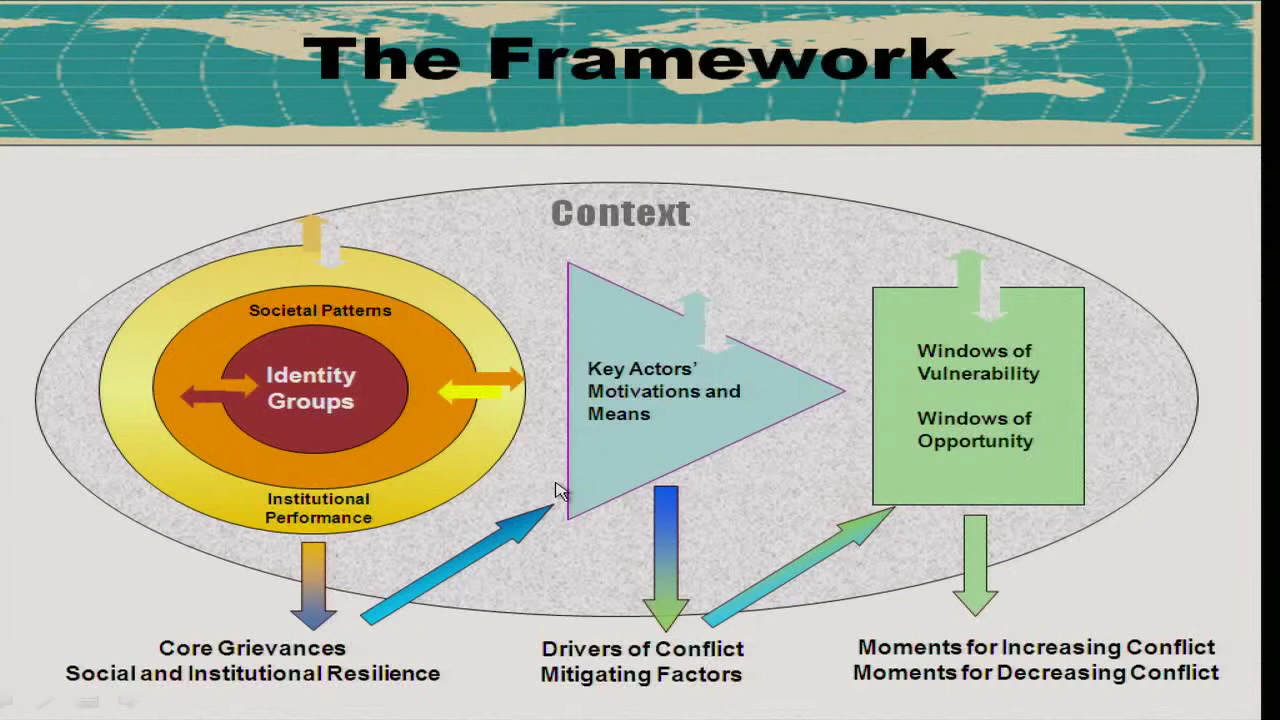 The Framework
Context
Societal Patterns
Identity
Groups
Institutional
Performance
Key Actors’
Motivations and
Means
Windows of
Vulnerability
Windows of
Opportunity
Core Grievances
Social and Institutional Resilience
Drivers of Conflict
Mitigating Factors
Moments for Increasing Conflict
Moments for Decreasing Conflict